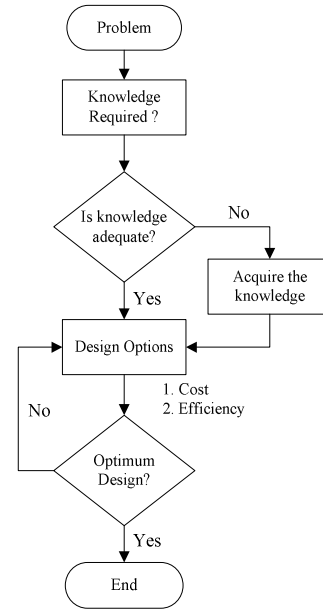 Problem
Knowledge
Required ?
Is knowledge
adequate?
No
Acquire the
knowledge
Yes
Design Options
1. Cost
2. Efficiency
No
Optimum
Design?
Yes
End